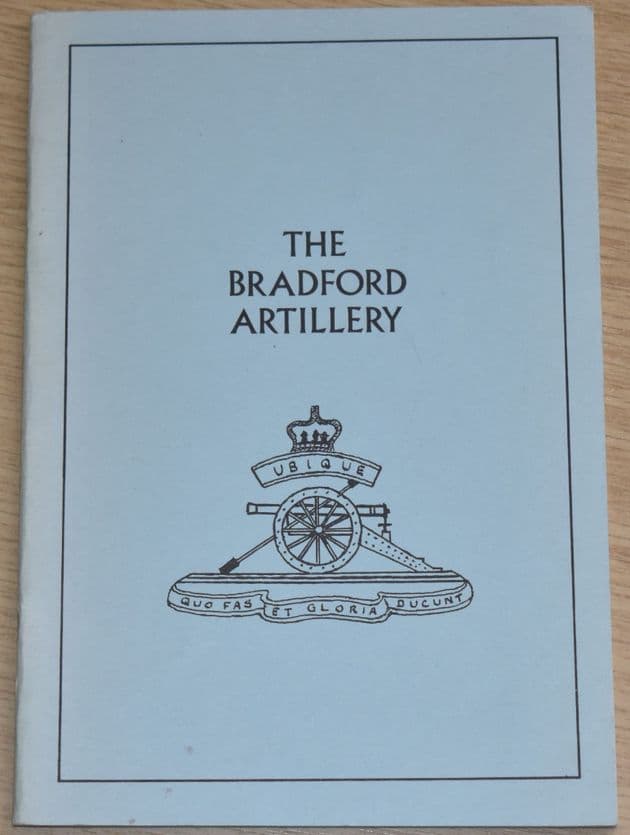 THE
BRADFORD
ARTILLERY
UBIQUE
QUO FAS ET GLORIA DUCUNT